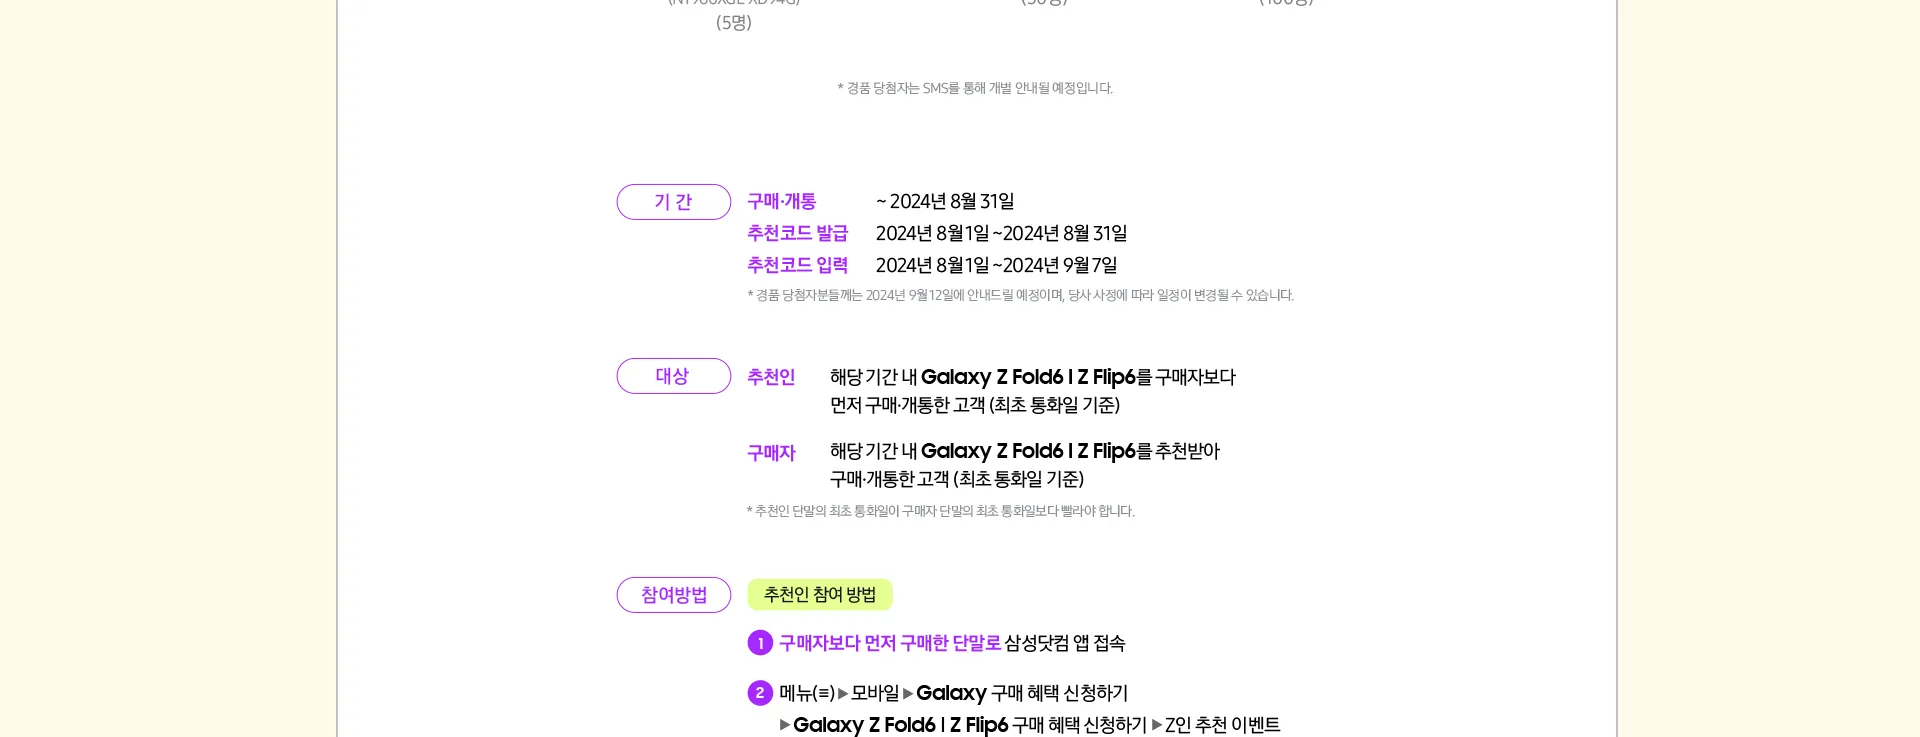 (5명)
* 경품 당첨자는 SMS를 통해 개별 안내될 예정입니다.
기 간
구매·개통 ~ 2024년 8월 31일
추천코드 발급 2024년 8월 1일 ~ 2024년 8월 31일
추천코드 입력 2024년 8월 1일 ~ 2024년 9월 7일
* 경품 당첨자분들께는 2024년 9월 12일에 안내드릴 예정이며, 당사 사정에 따라 일정이 변경될 수 있습니다.
대상
추천인 해당 기간 내 Galaxy Z Fold6 l Z Flip6를 구매자보다
먼저 구매·개통한 고객 (최초 통화일 기준)
구매자 해당 기간 내 Galaxy Z Fold6 l Z Flip6를 추천받아
구매·개통한 고객 (최초 통화일 기준)
* 추천인 단말의 최초 통화일이 구매자 단말의 최초 통화일보다 빨라야 합니다.
참여방법
추천인 참여 방법
1 구매자보다 먼저 구매한 단말로 삼성닷컴 앱 접속
2 메뉴(≡) ▶ 모바일 ▶ Galaxy 구매 혜택 신청하기
▶ Galaxy Z Fold6 l Z Flip6 구매 혜택 신청하기 ▶ Z인 추천 이벤트